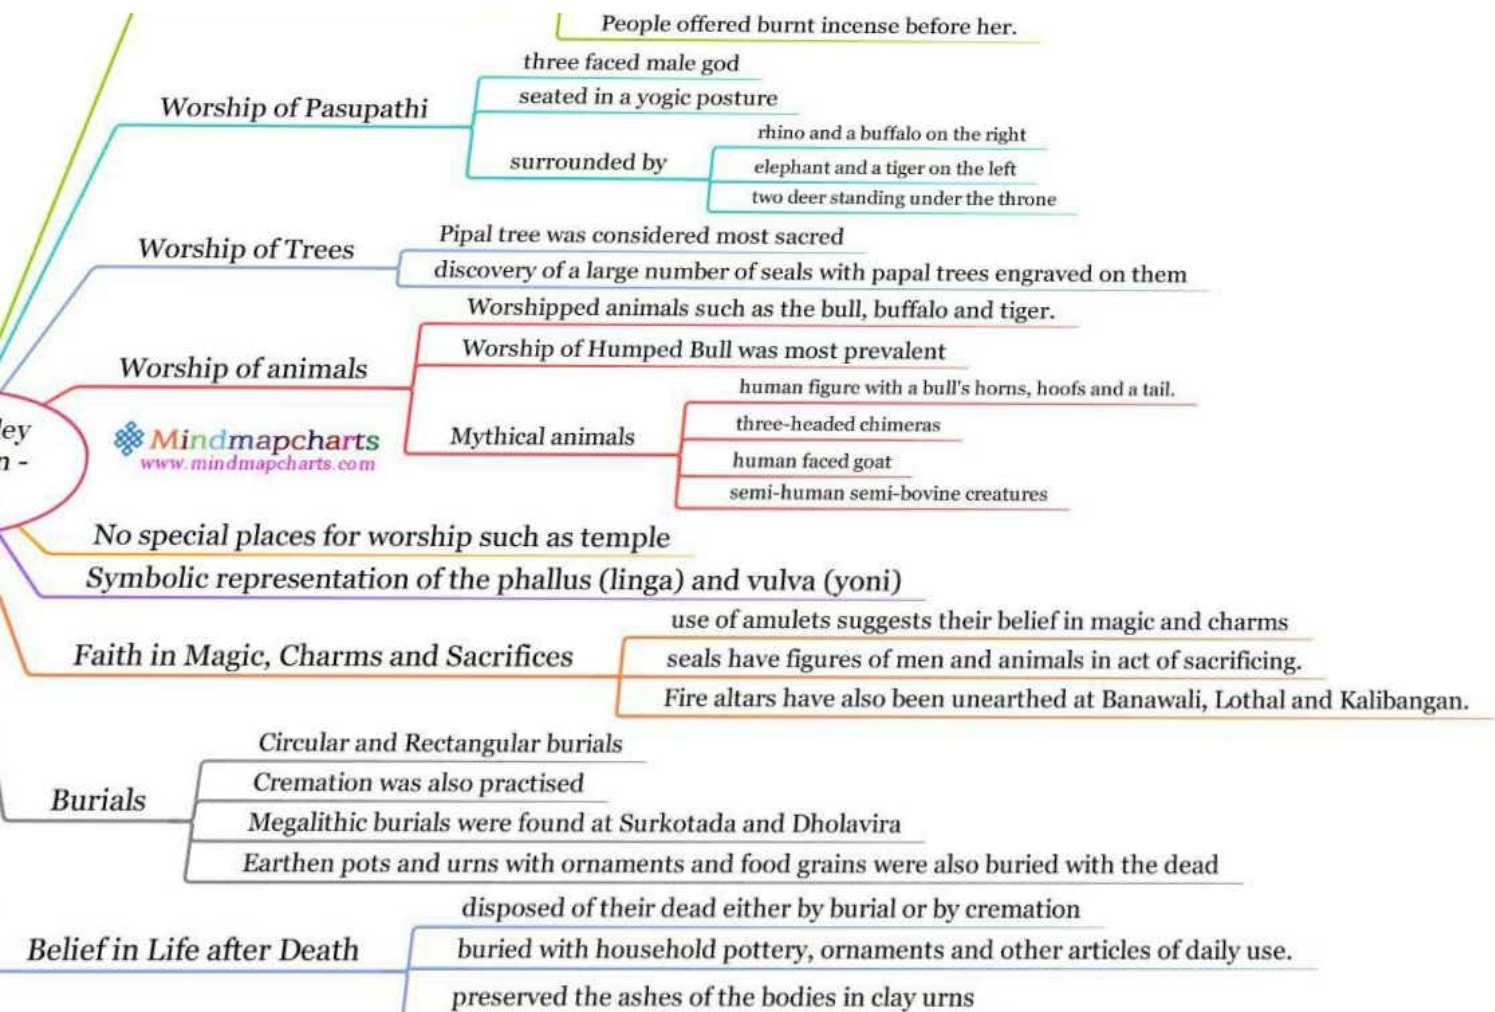 People offered burnt incense before her.
three faced male god
Worship of Pasupathi
seated in a yogic posture
rhino and a buffalo on the right
surrounded by
elephant and a tiger on the left
two deer standing under the throne
Pipal tree was considered most sacred
Worship of Trees
discovery of a large number of seals with papal trees engraved on them
Worshipped animals such as the bull, buffalo and tiger.
Worship of Humped Bull was most prevalent
Worship of animals
human figure with a bull's horns, hoofs and a tail.
three-headed chimeras
Mythical animals
human faced goat
semi-human semi-bovine creatures
ley
n -
Mindmapcharts
www.mindmapcharts.com
No special places for worship such as temple
Symbolic representation of the phallus (linga) and vulva (yoni)
use of amulets suggests their belief in magic and charms
Faith in Magic, Charms and Sacrifices
seals have figures of men and animals in act of sacrificing.
Fire altars have also been unearthed at Banawali, Lothal and Kalibangan.
Circular and Rectangular burials
Cremation was also practised
Burials
Megalithic burials were found at Surkotada and Dholavira
Earthen pots and urns with ornaments and food grains were also buried with the dead
disposed of their dead either by burial or by cremation
Belief in Life after Death
buried with household pottery, ornaments and other articles of daily use.
preserved the ashes of the bodies in clay urns